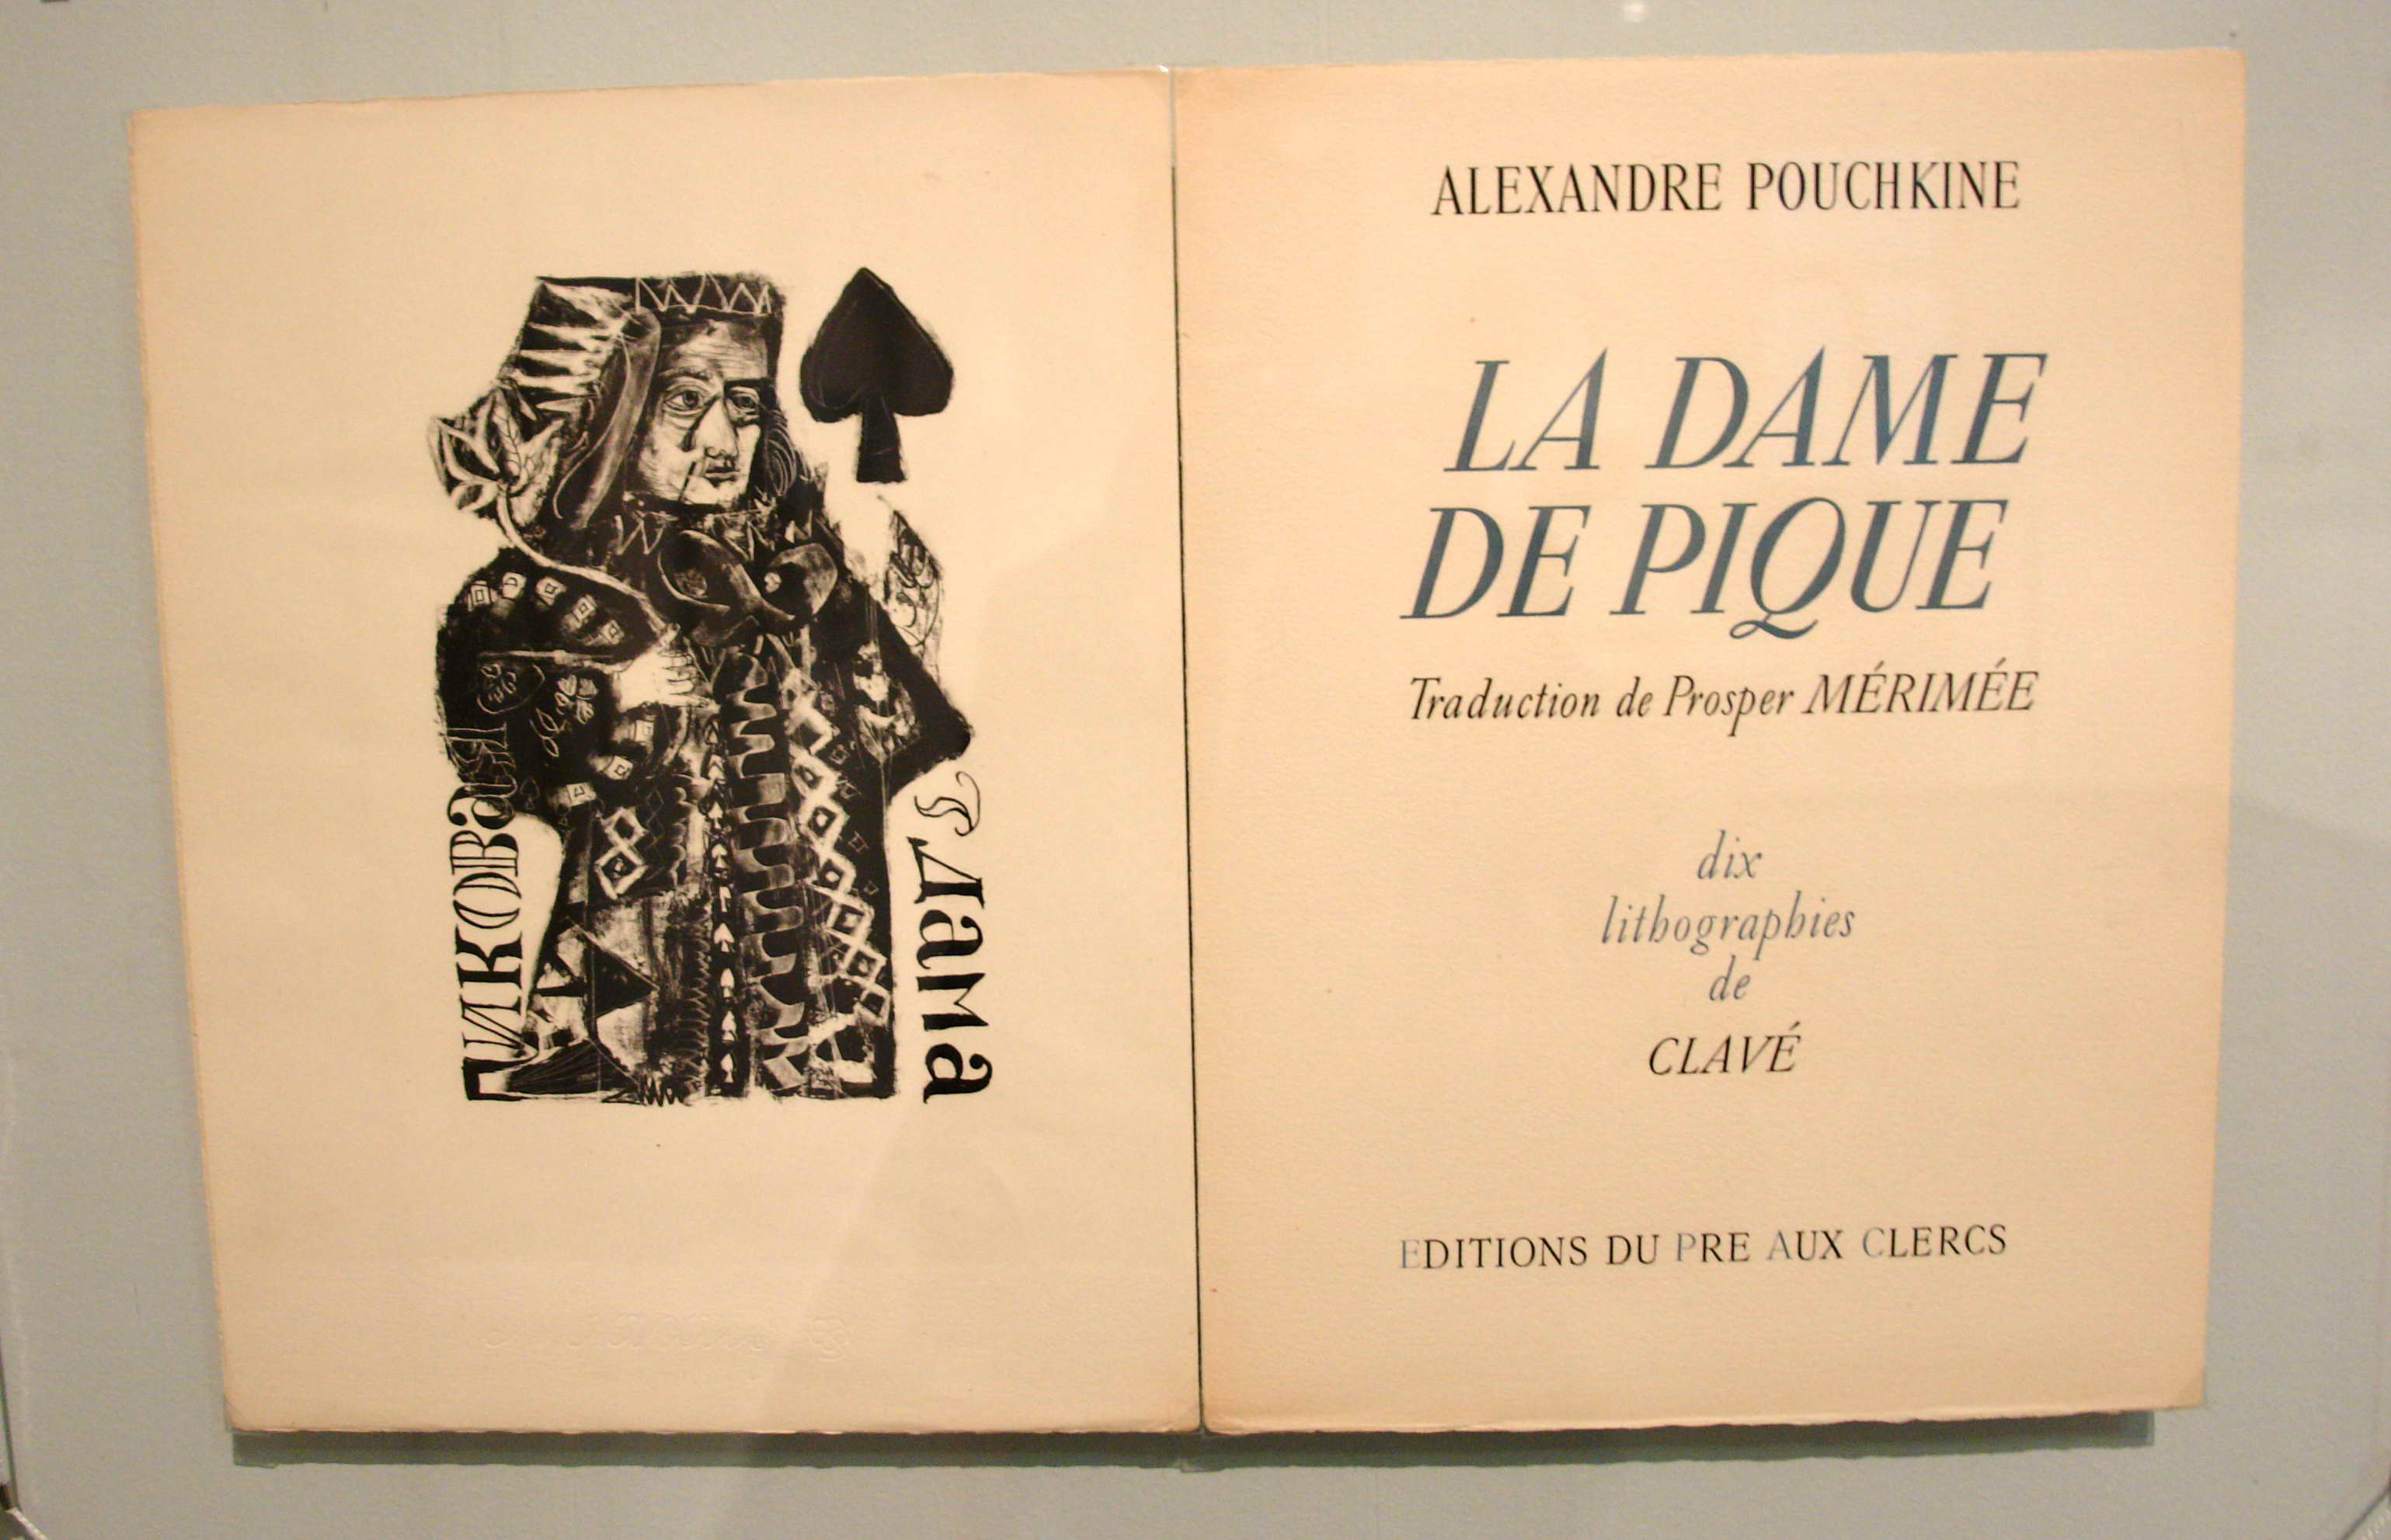 Пиковая
Дама
ALEXANDRE POUCHKINE
LA DAME
DE PIQUE
Traduction de Prosper MÉRIMÉE
dix
lithographies
de
CLAVÉ
EDITIONS DU PRE AUX CLERCS